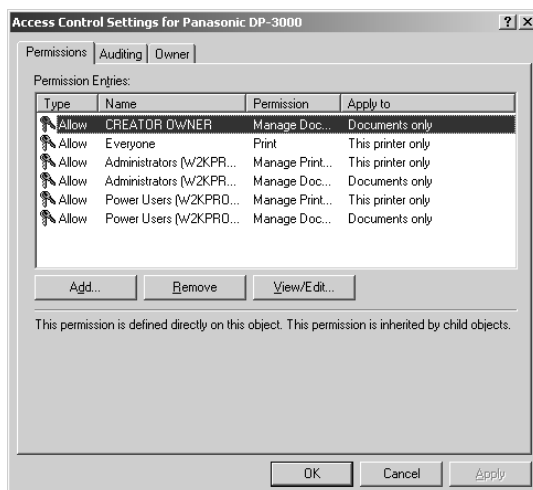 Access Control Settings for Panasonic DP-3000 ? ×
Permissions Auditing Owner
Permission Entries:
Type Name Permission Apply to
Allow CREATOR OWNER Manage Doc... Documents only
Allow Everyone Print This printer only
Allow Administrators (W2KPR... Manage Print... This printer only
Allow Administrators (W2KPR... Manage Doc... Documents only
Allow Power Users (W2KPRO... Manage Print... This printer only
Allow Power Users (W2KPRO... Manage Doc... Documents only
Add... Remove View/Edit...
This permission is defined directly on this object. This permission is inherited by child objects.
OK Cancel Apply